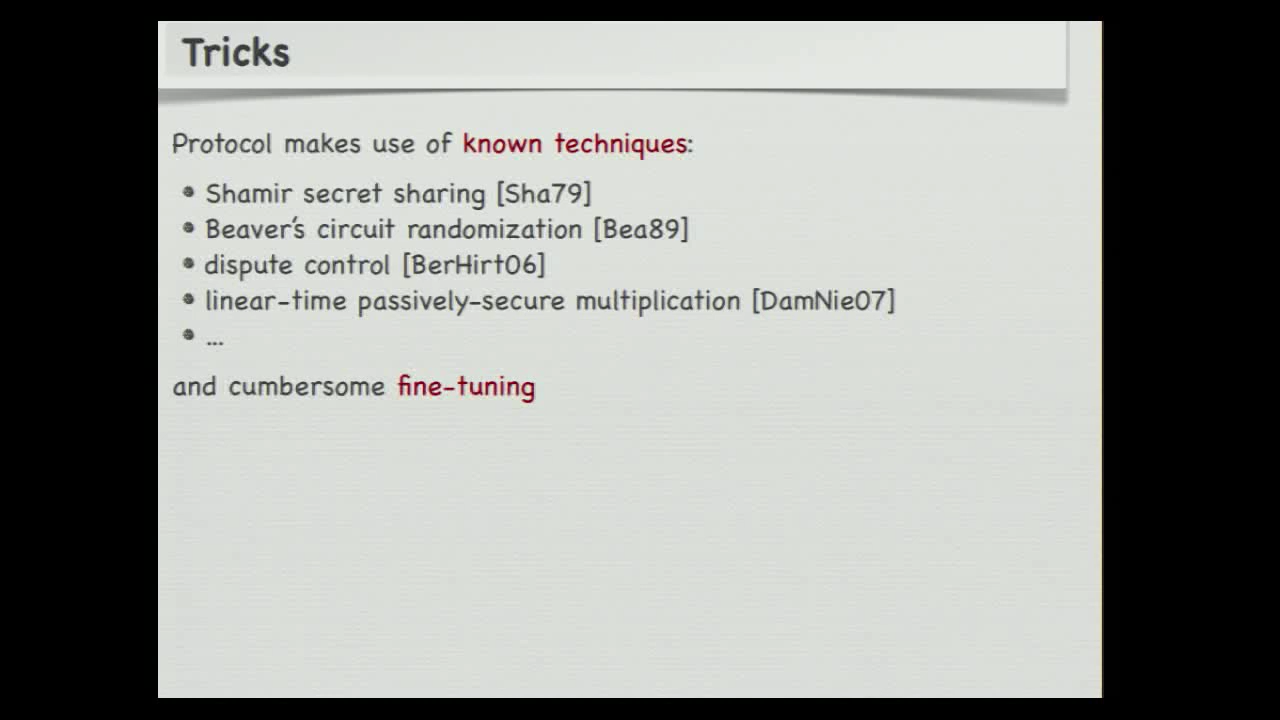 Tricks
Protocol makes use of known techniques:
• Shamir secret sharing [Sha79]
• Beaver's circuit randomization [Bea89]
• dispute control [BerHirt06]
• linear-time passively-secure multiplication [DamNie07]
• ...
and cumbersome fine-tuning